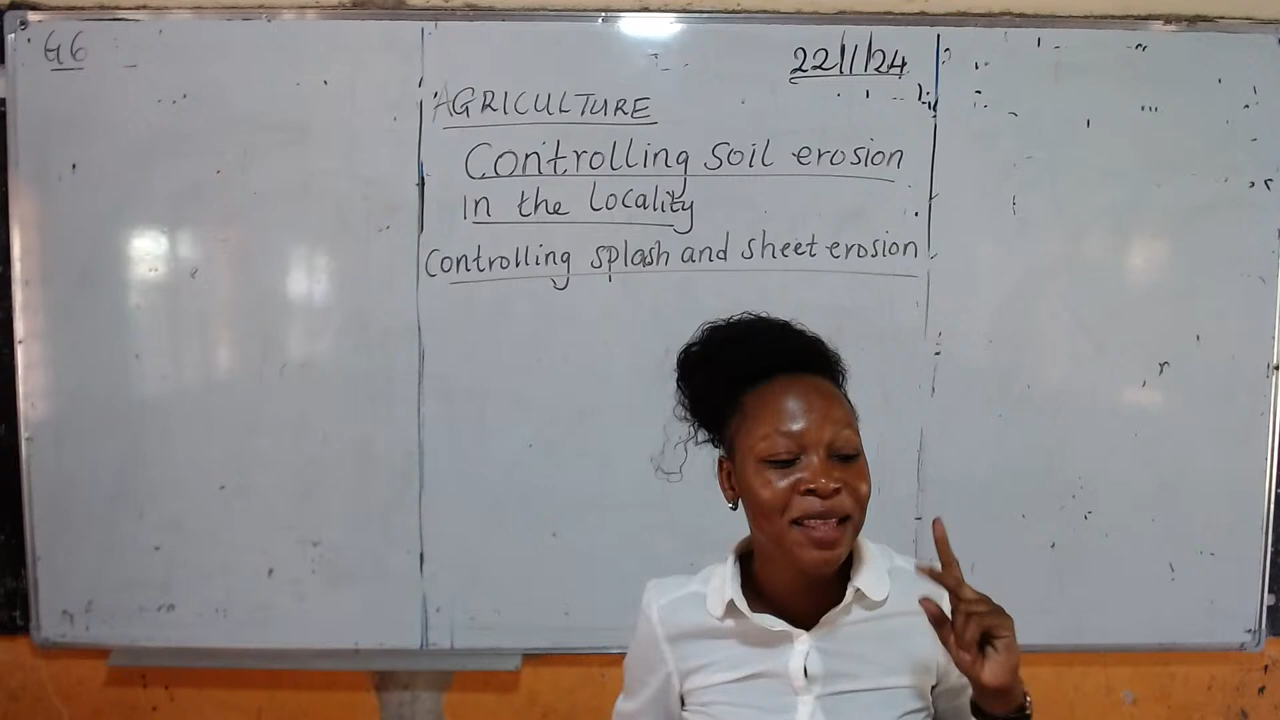 G6
22/1/24
AGRICULTURE
Controlling soil erosion
in the locality
Controlling splash and sheet erosion